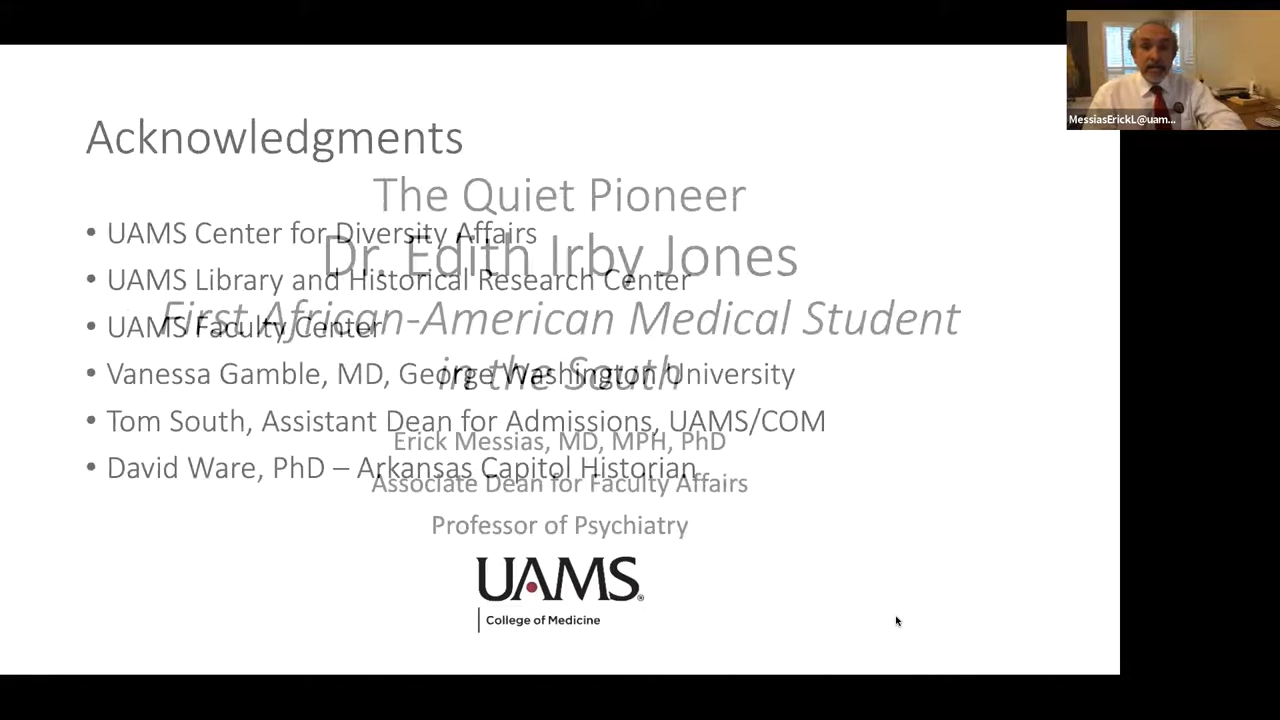 Acknowledgments
• UAMS Center for Diversity Affairs
• UAMS Library and Historical Research Center
• UAMS Faculty Center
• Vanessa Gamble, MD, George Washington University
• Tom South, Assistant Dean for Admissions, UAMS/COM
• David Ware, PhD – Arkansas Capitol Historian
The Quiet Pioneer
Dr. Edith Irby Jones
First African-American Medical Student
in the South
Erick Messias, MD, MPH, PhD
Associate Dean for Faculty Affairs
Professor of Psychiatry
UAMS®
College of Medicine
MessiasErickL@uam...